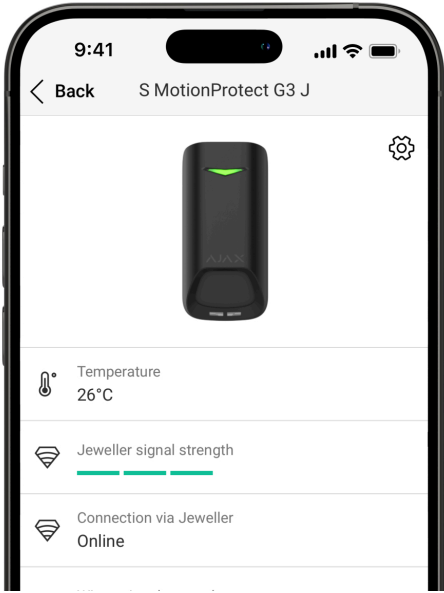 9:41
Back
S MotionProtect G3 J
AJAX
Temperature
26°C
Jeweller signal strength
Connection via Jeweller
Online